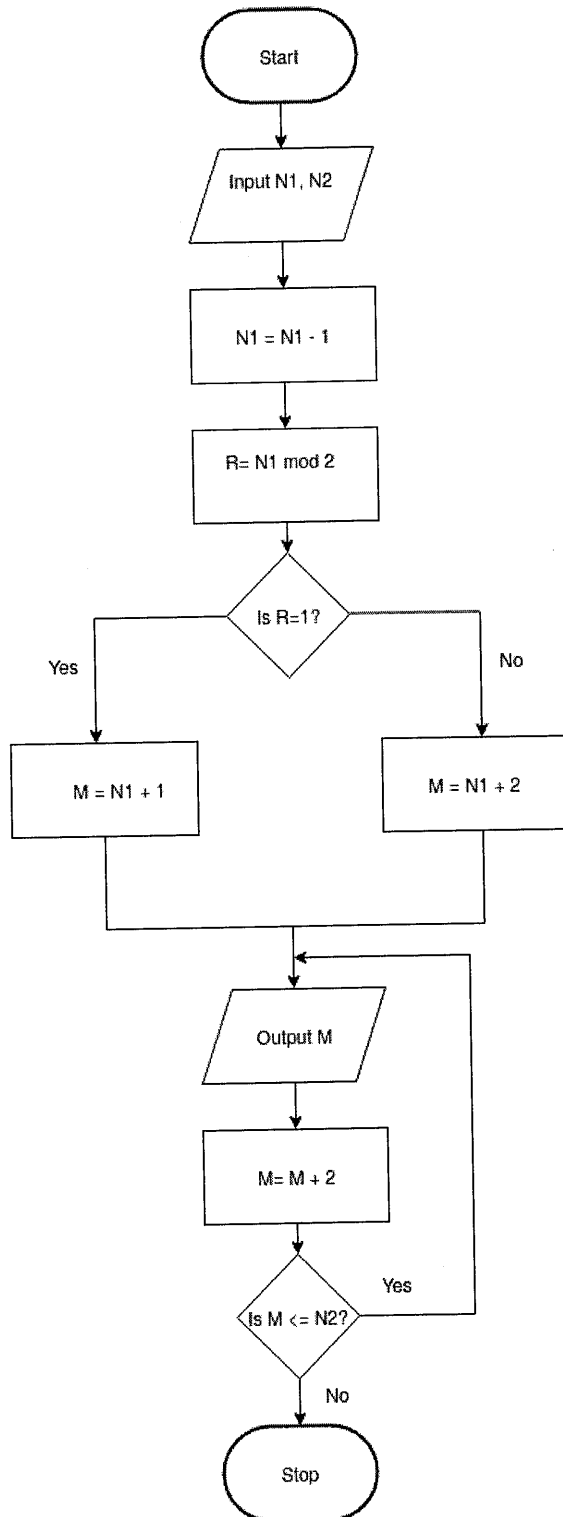 Start
Input N1, N2
N1 = N1 - 1
R= N1 mod 2
Is R=1?
Yes
No
M = N1 + 1
M = N1 + 2
Output M
M= M + 2
Is M <= N2?
Yes
No
Stop